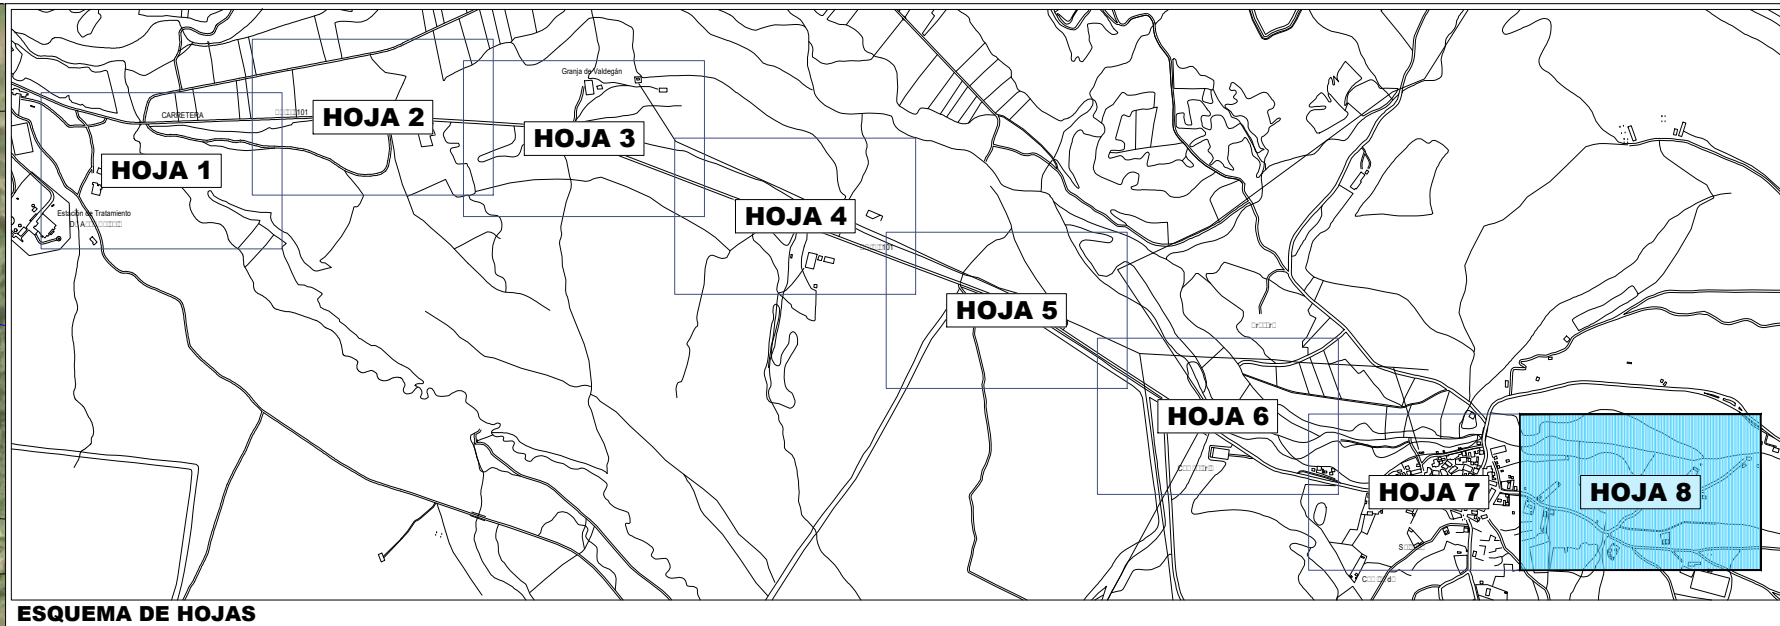 Granja de Valdegán
CARRETERA
HOJA 2
HOJA 3
HOJA 1
Estación de Tratamiento
HOJA 4
HOJA 5
HOJA 6
HOJA 7
HOJA 8
ESQUEMA DE HOJAS